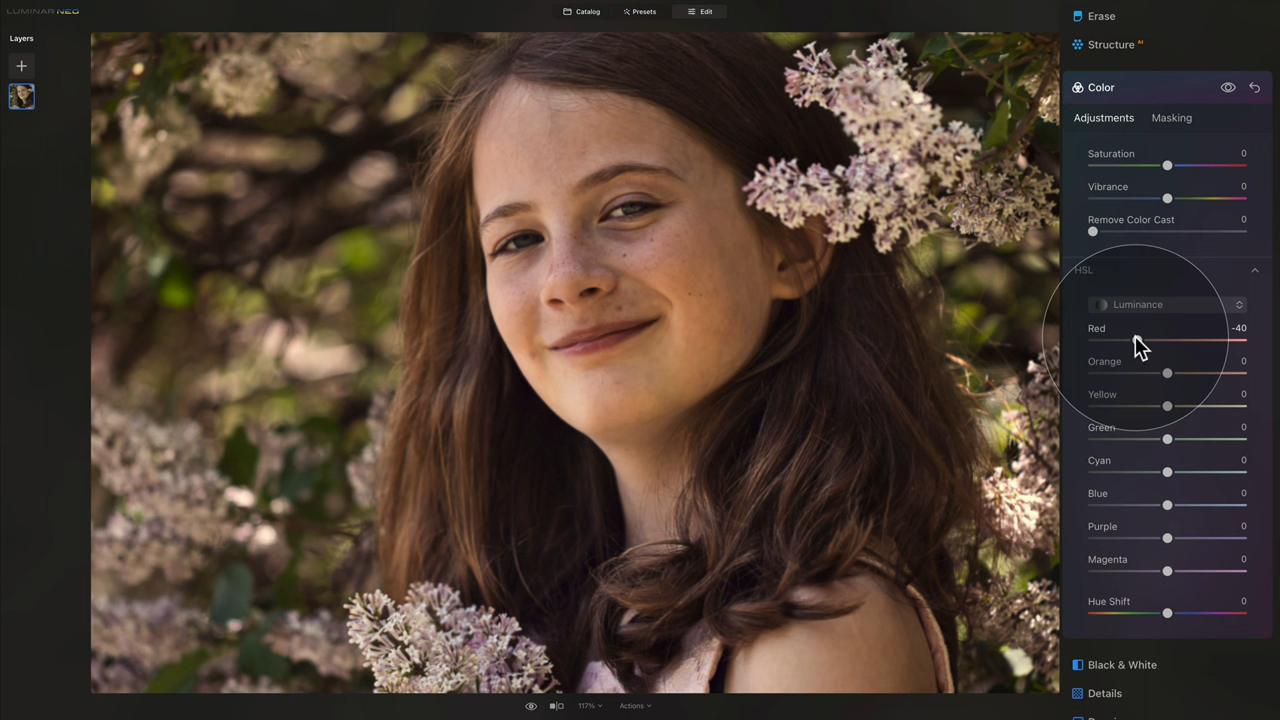 LUMINAR NEO
Catalog
Presets
Edit
Layers
Erase
Structure AI
Color
Adjustments
Masking
Saturation 0
Vibrance 0
Remove Color Cast 0
HSL
Luminance
Red -40
Orange 0
Yellow 0
Green 0
Cyan 0
Blue 0
Purple 0
Magenta 0
Hue Shift 0
Black & White
Details
117%
Actions